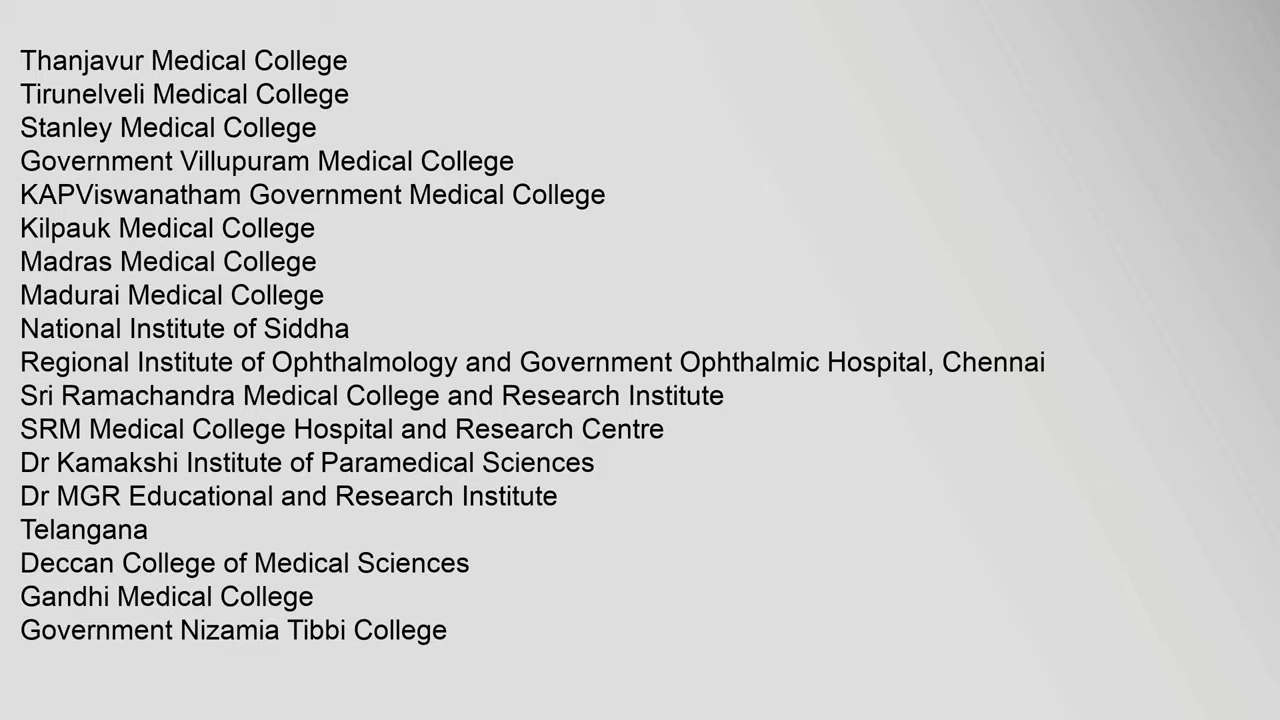 Thanjavur Medical College
Tirunelveli Medical College
Stanley Medical College
Government Villupuram Medical College
KAPViswanatham Government Medical College
Kilpauk Medical College
Madras Medical College
Madurai Medical College
National Institute of Siddha
Regional Institute of Ophthalmology and Government Ophthalmic Hospital, Chennai
Sri Ramachandra Medical College and Research Institute
SRM Medical College Hospital and Research Centre
Dr Kamakshi Institute of Paramedical Sciences
Dr MGR Educational and Research Institute
Telangana
Deccan College of Medical Sciences
Gandhi Medical College
Government Nizamia Tibbi College